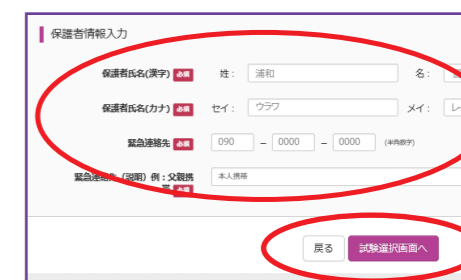 保護者情報入力
保護者氏名(漢字) 必須 姓： 浦和 名：
保護者氏名(カナ) 必須 セイ： ウラワ メイ： レ
緊急連絡先 必須 090 － 0000 － 0000 (半角数字)
緊急連絡先（説明）例：父親携 本人携帯
帯 必須
戻る 試験選択画面へ